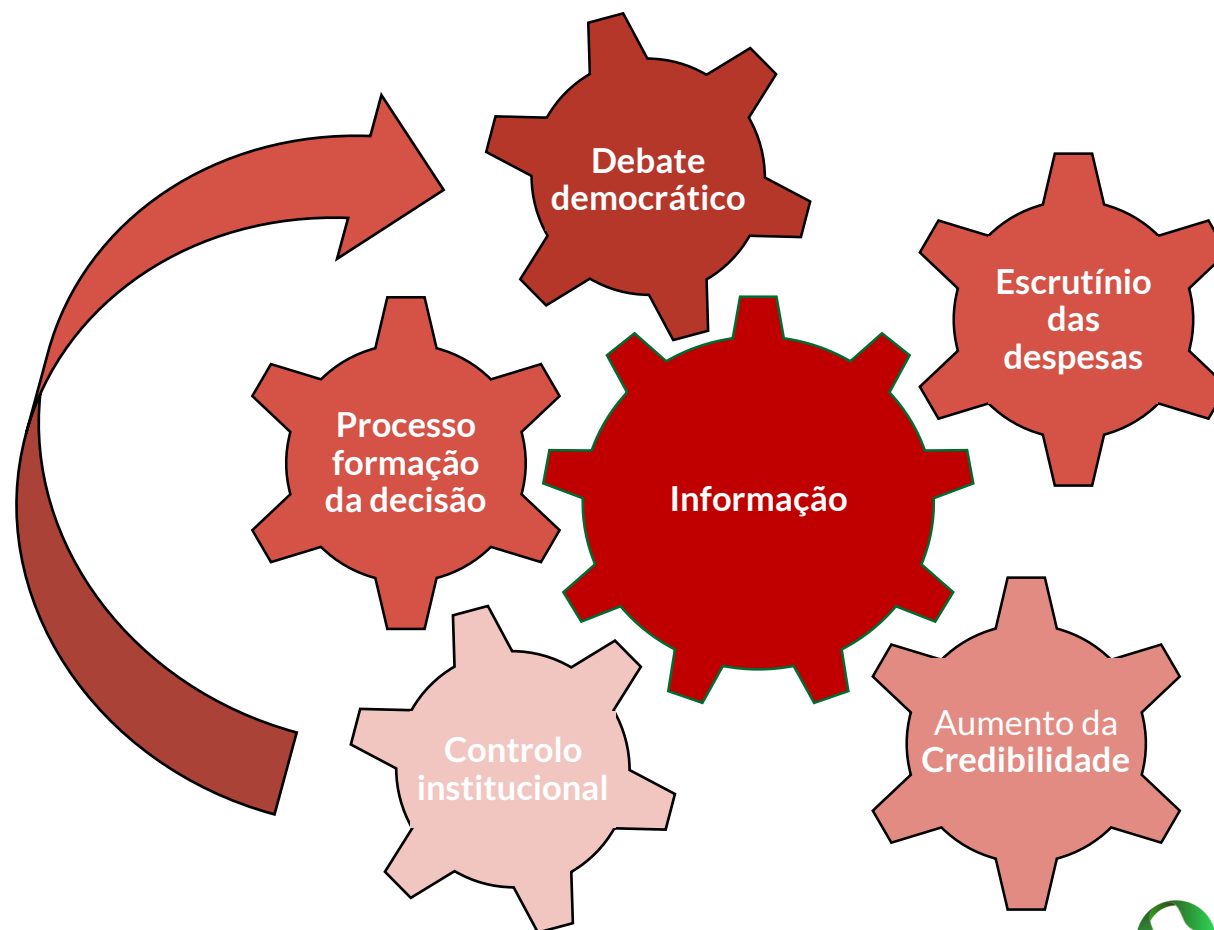 Debate
democrático
Escrutínio
das
despesas
Processo
formação
da decisão
Informação
Controlo
institucional
Aumento da
Credibilidade